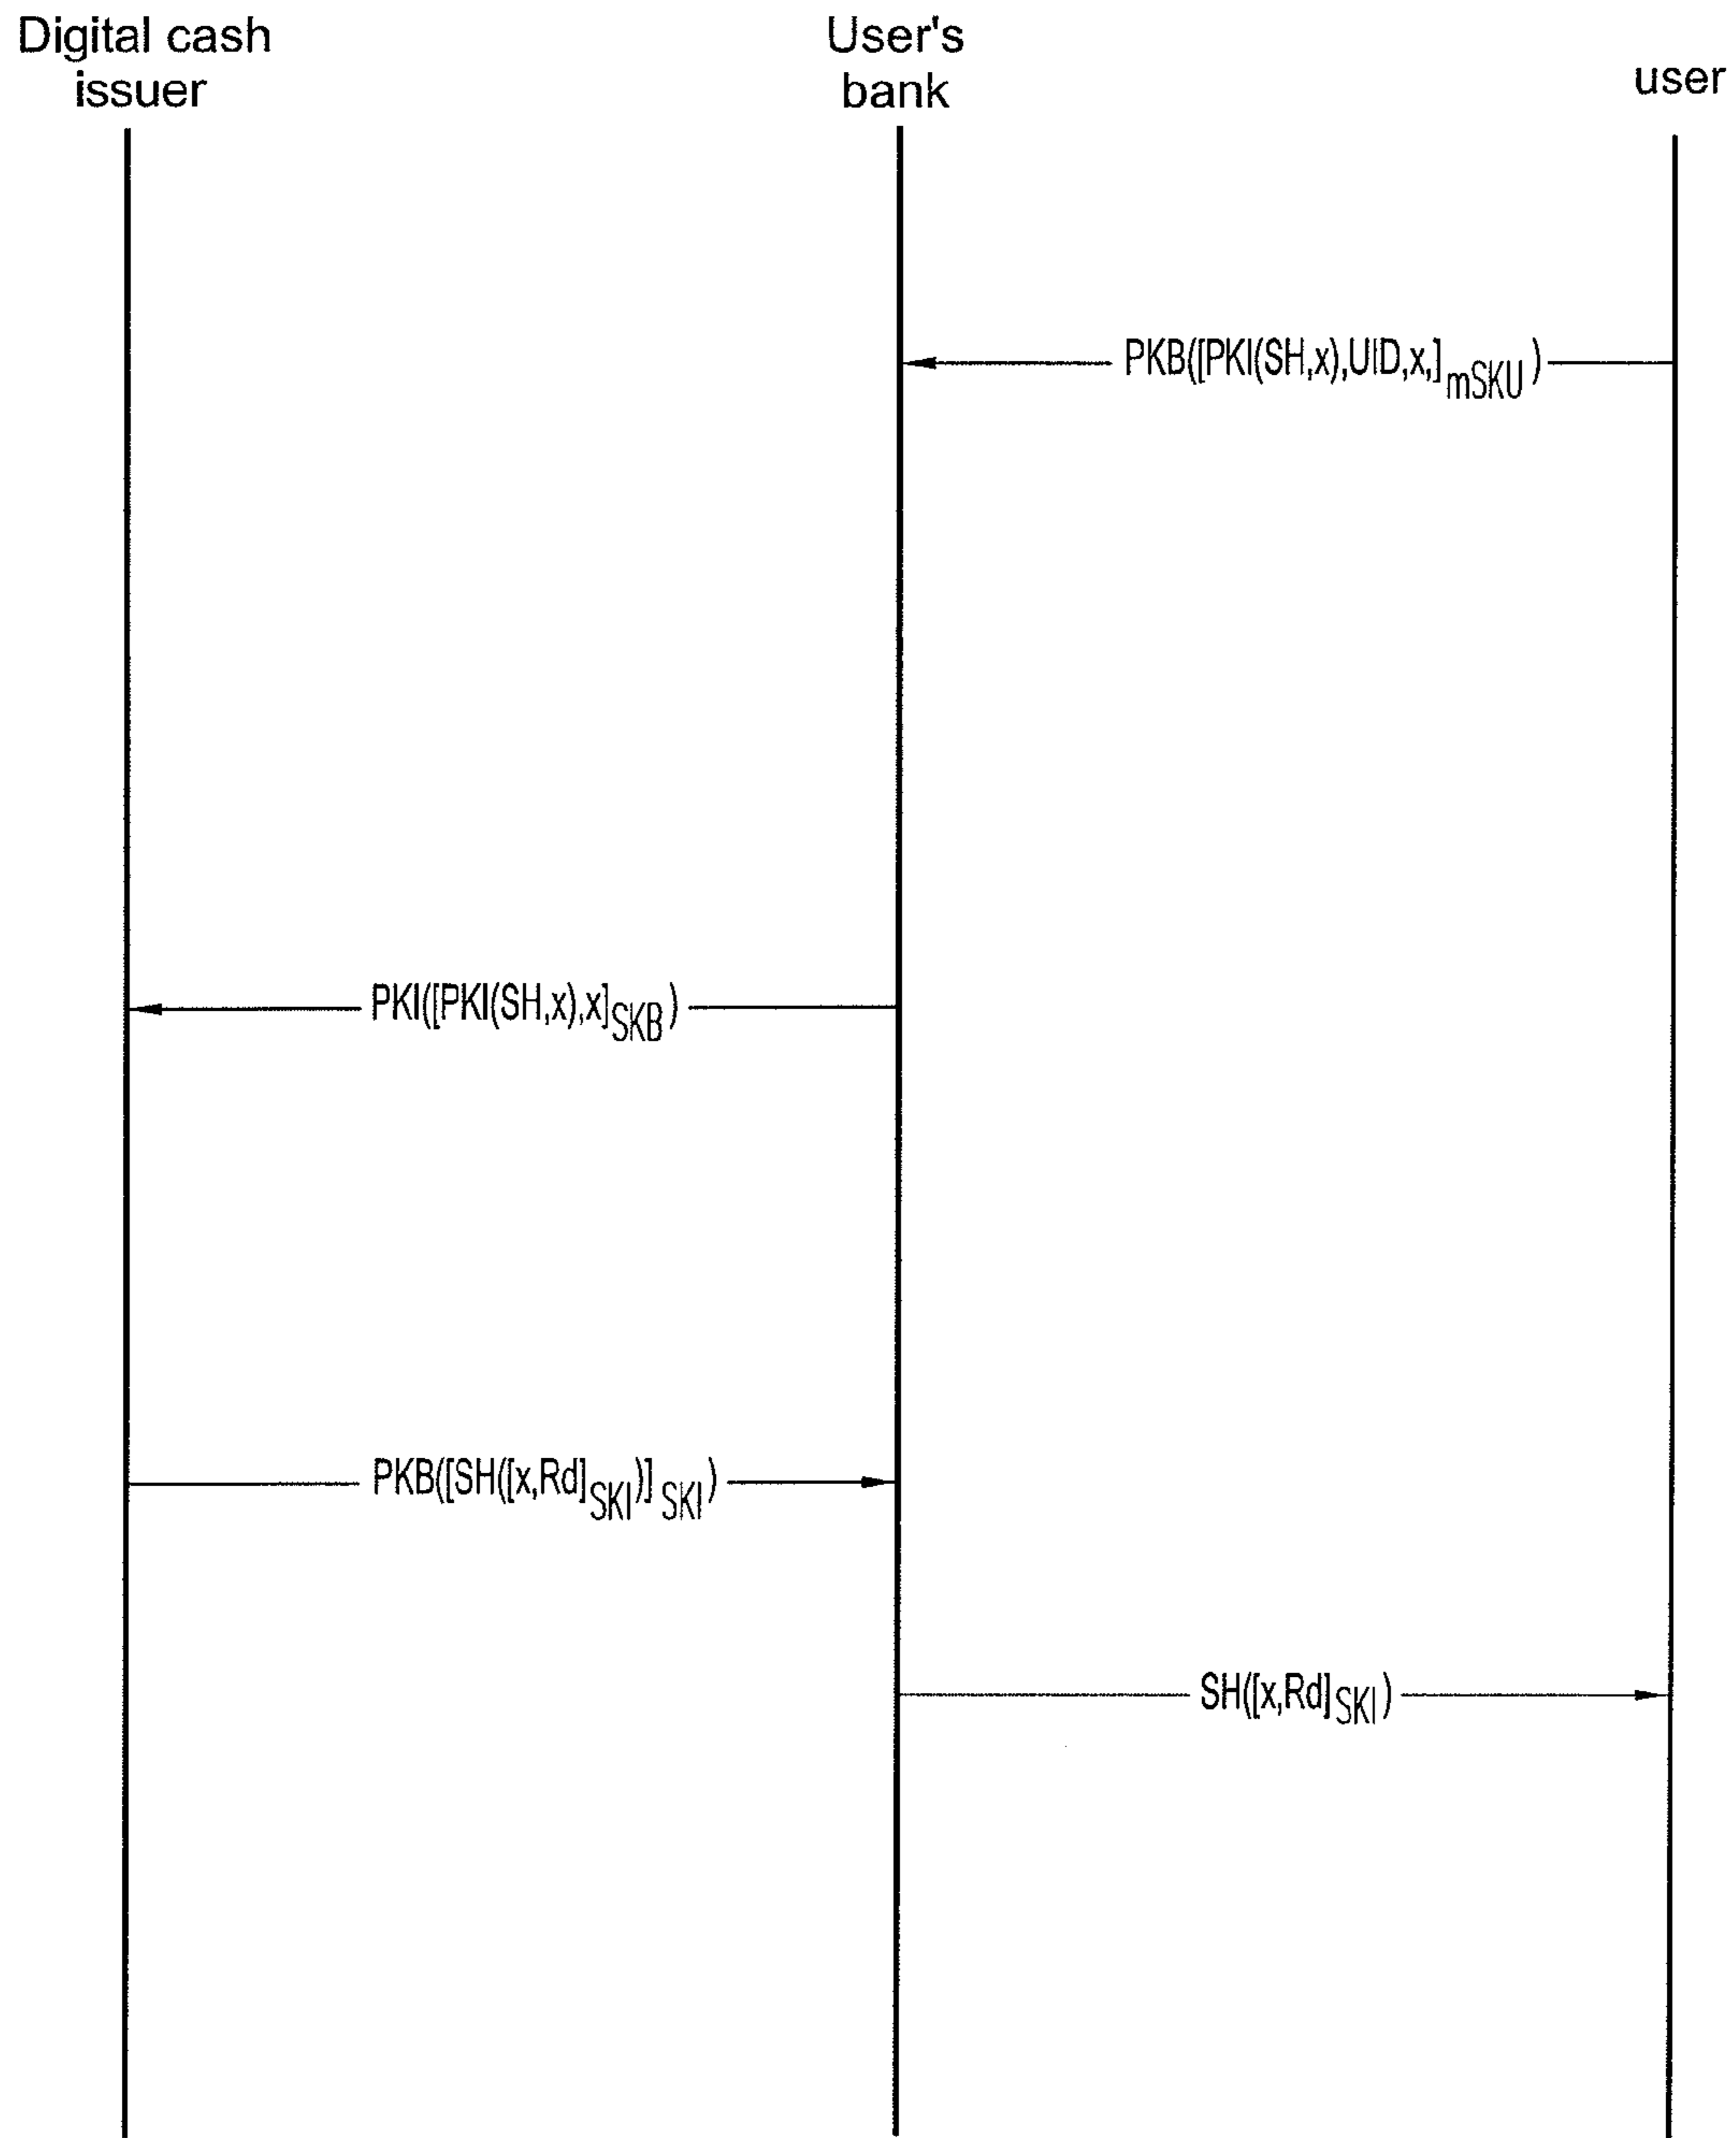 Digital cash
issuer
User's
bank
user
PKB([PKI(SH,x),UID,x,]mSKU)
PKI([PKI(SH,x),x]SKB)
PKB([SH([x,Rd]SKI)]SKI)
SH([x,Rd]SKI)